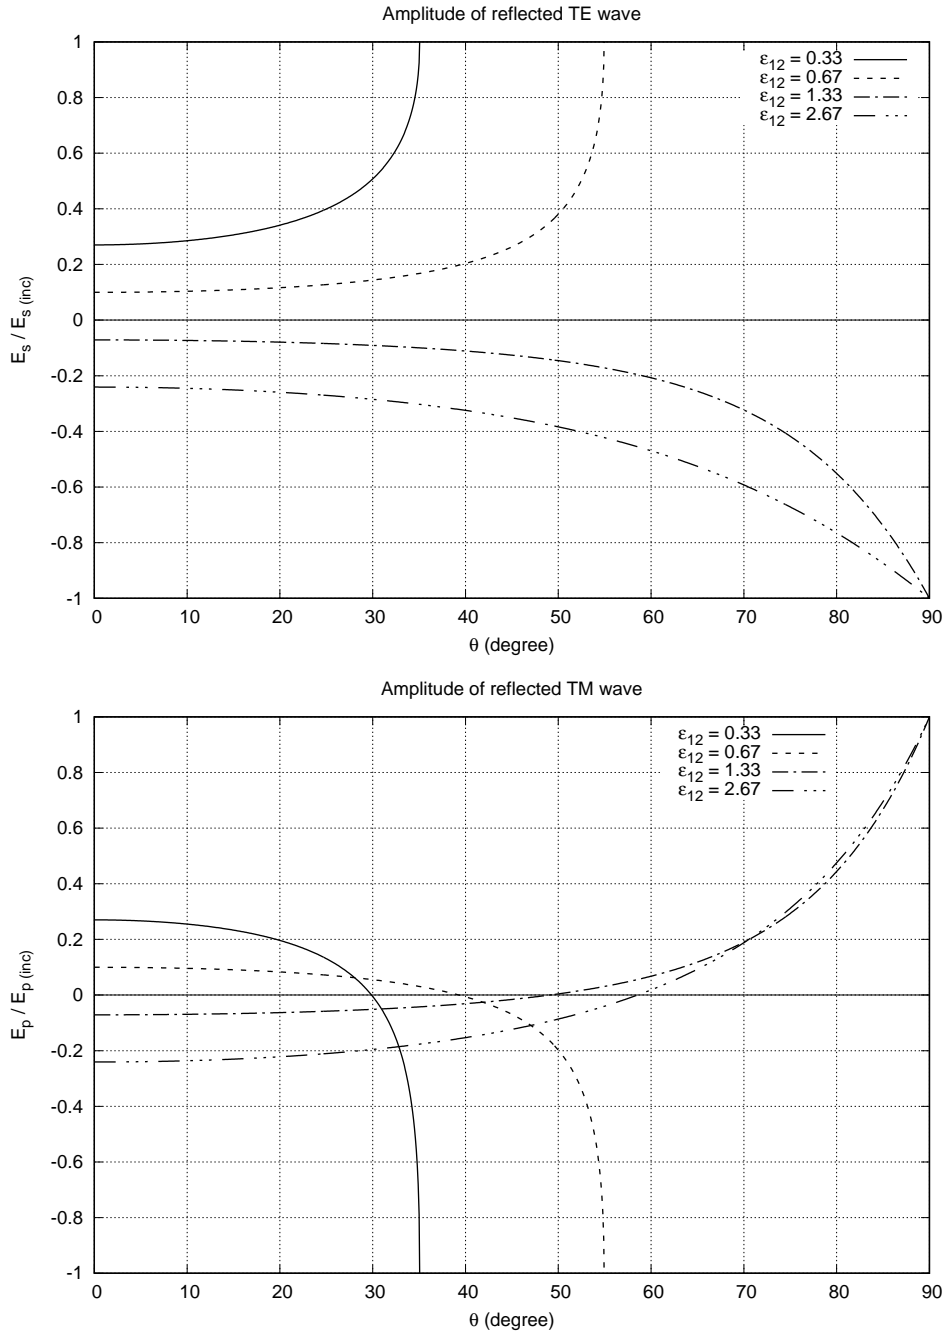 Amplitude of reflected TE wave
1
0.8
0.6
0.4
0.2
0
-0.2
-0.4
-0.6
-0.8
-1
E_s / E_s (inc)
ε_12 = 0.33
ε_12 = 0.67
ε_12 = 1.33
ε_12 = 2.67
0 10 20 30 40 50 60 70 80 90
θ (degree)
Amplitude of reflected TM wave
1
0.8
0.6
0.4
0.2
0
-0.2
-0.4
-0.6
-0.8
-1
E_p / E_p (inc)
ε_12 = 0.33
ε_12 = 0.67
ε_12 = 1.33
ε_12 = 2.67
0 10 20 30 40 50 60 70 80 90
θ (degree)